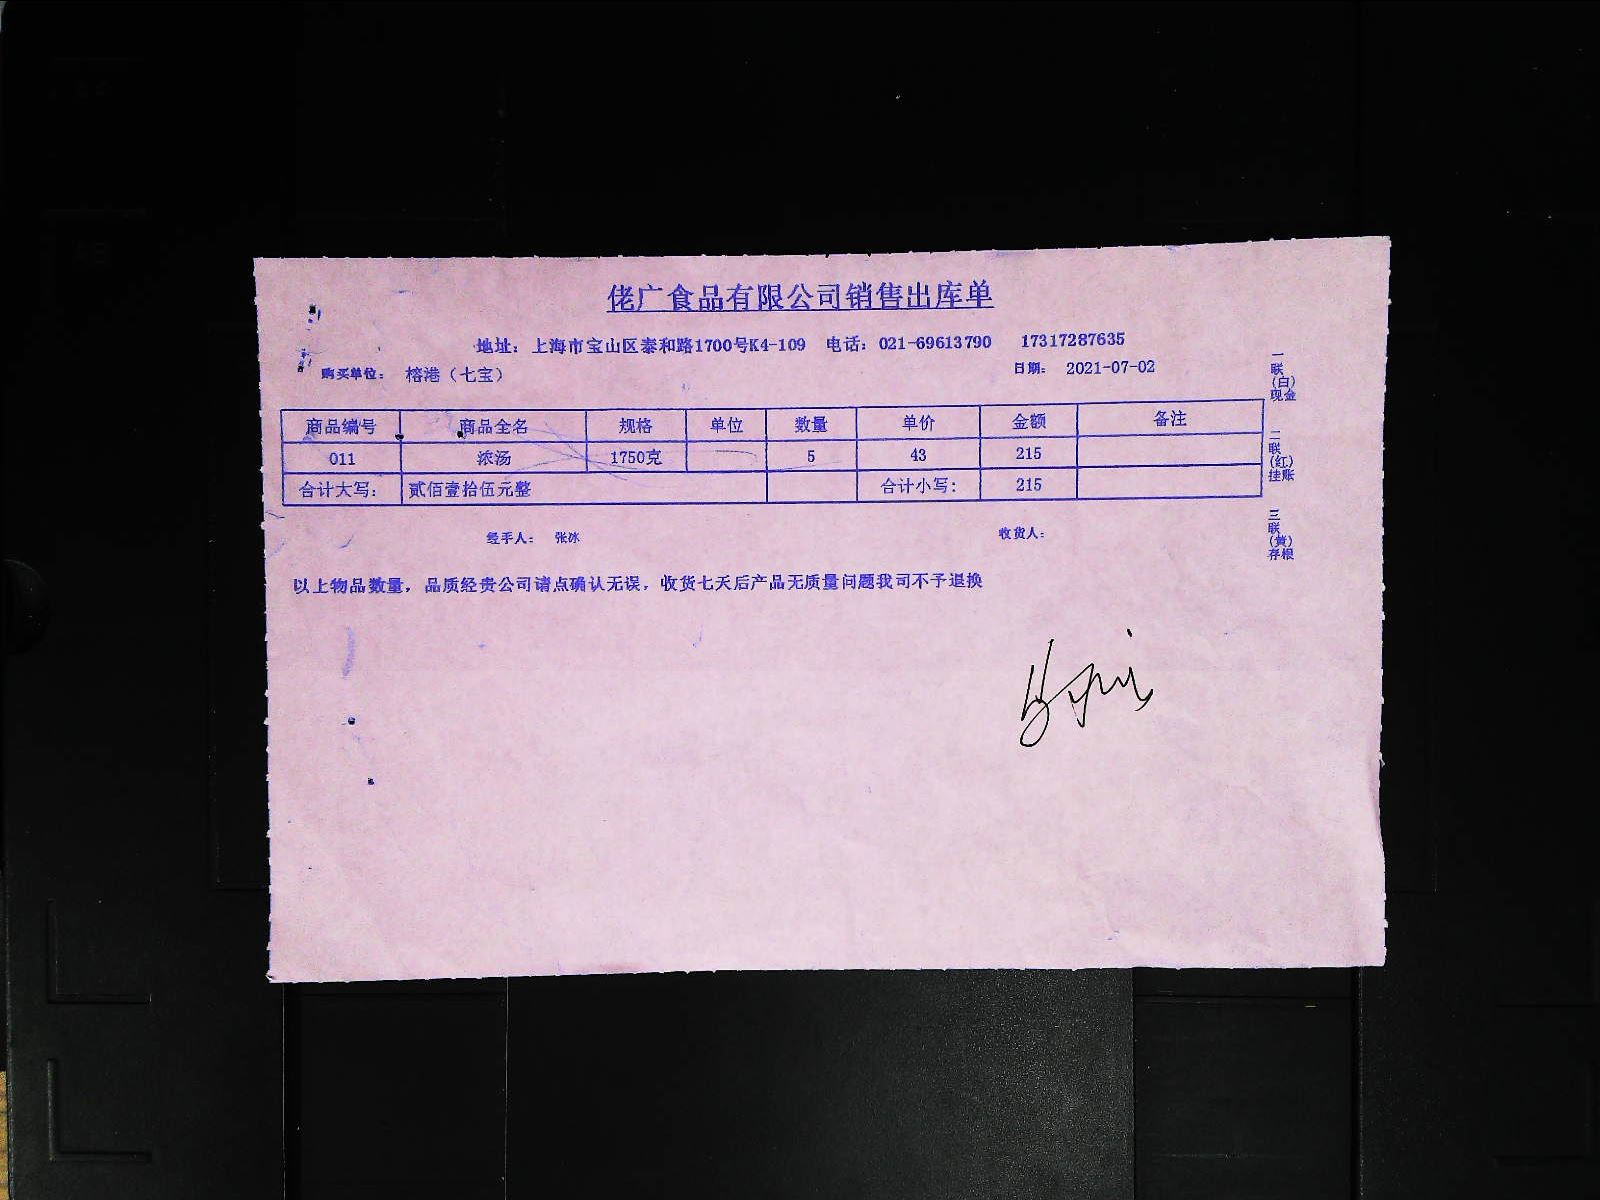 佬广食品有限公司销售出库单
地址：上海市宝山区泰和路1700号K4-109 电话：021-69613790 17317287635
购买单位：榕港（七宝） 日期：2021-07-02
商品编号 商品全名 规格 单位 数量 单价 金额 备注
011 浓汤 1750克 5 43 215
合计大写： 贰佰壹拾伍元整 合计小写： 215
经手人： 张冰 收货人：
以上物品数量，品质经贵公司请点确认无误，收货七天后产品无质量问题我司不予退换
一联(白)现金
二联(红)挂账
三联(黄)存根